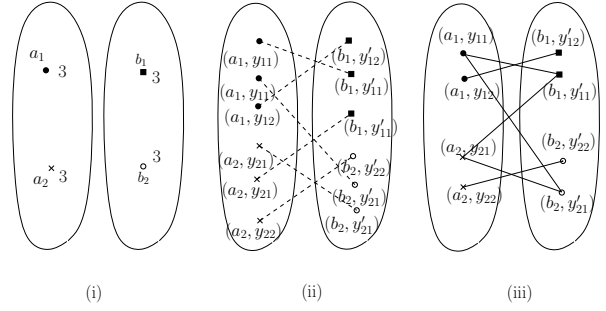 a₁ 3
b₁ 3
a₂ 3
3
b₂
(i)
(a₁, y₁₁)
(a₁, y₁₁)
(a₁, y₁₂)
(a₂, y₂₁)
(a₂, y₂₁)
(a₂, y₂₂)
(b₁, y′₁₂)
(b₁, y′₁₁)
(b₁, y′₁₁)
(b₂, y′₂₂)
(b₂, y′₂₁)
(b₂, y′₂₁)
(ii)
(a₁, y₁₁)
(a₁, y₁₂)
(a₂, y₂₁)
(a₂, y₂₂)
(b₁, y′₁₂)
(b₁, y′₁₁)
(b₂, y′₂₂)
(b₂, y′₂₁)
(iii)